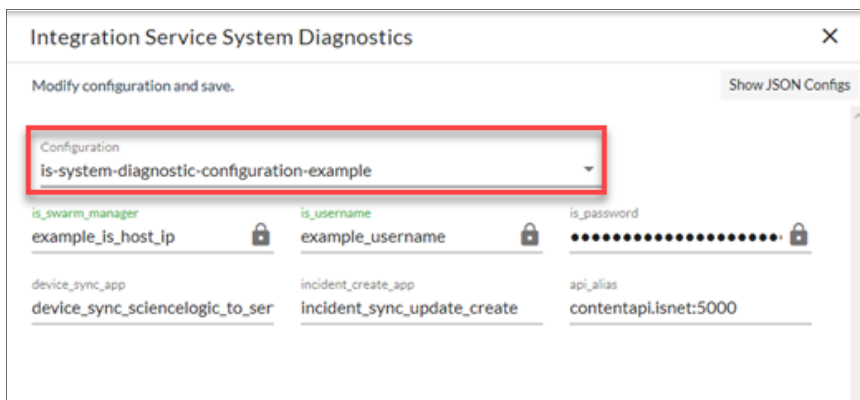 Integration Service System Diagnostics
Modify configuration and save.
Show JSON Configs
Configuration
is-system-diagnostic-configuration-example
is_swarm_manager is_username is_password
example_is_host_ip example_username
device_sync_app incident_create_app api_alias
device_sync_sciencelogic_to_ser incident_sync_update_create contentapi.isnet:5000